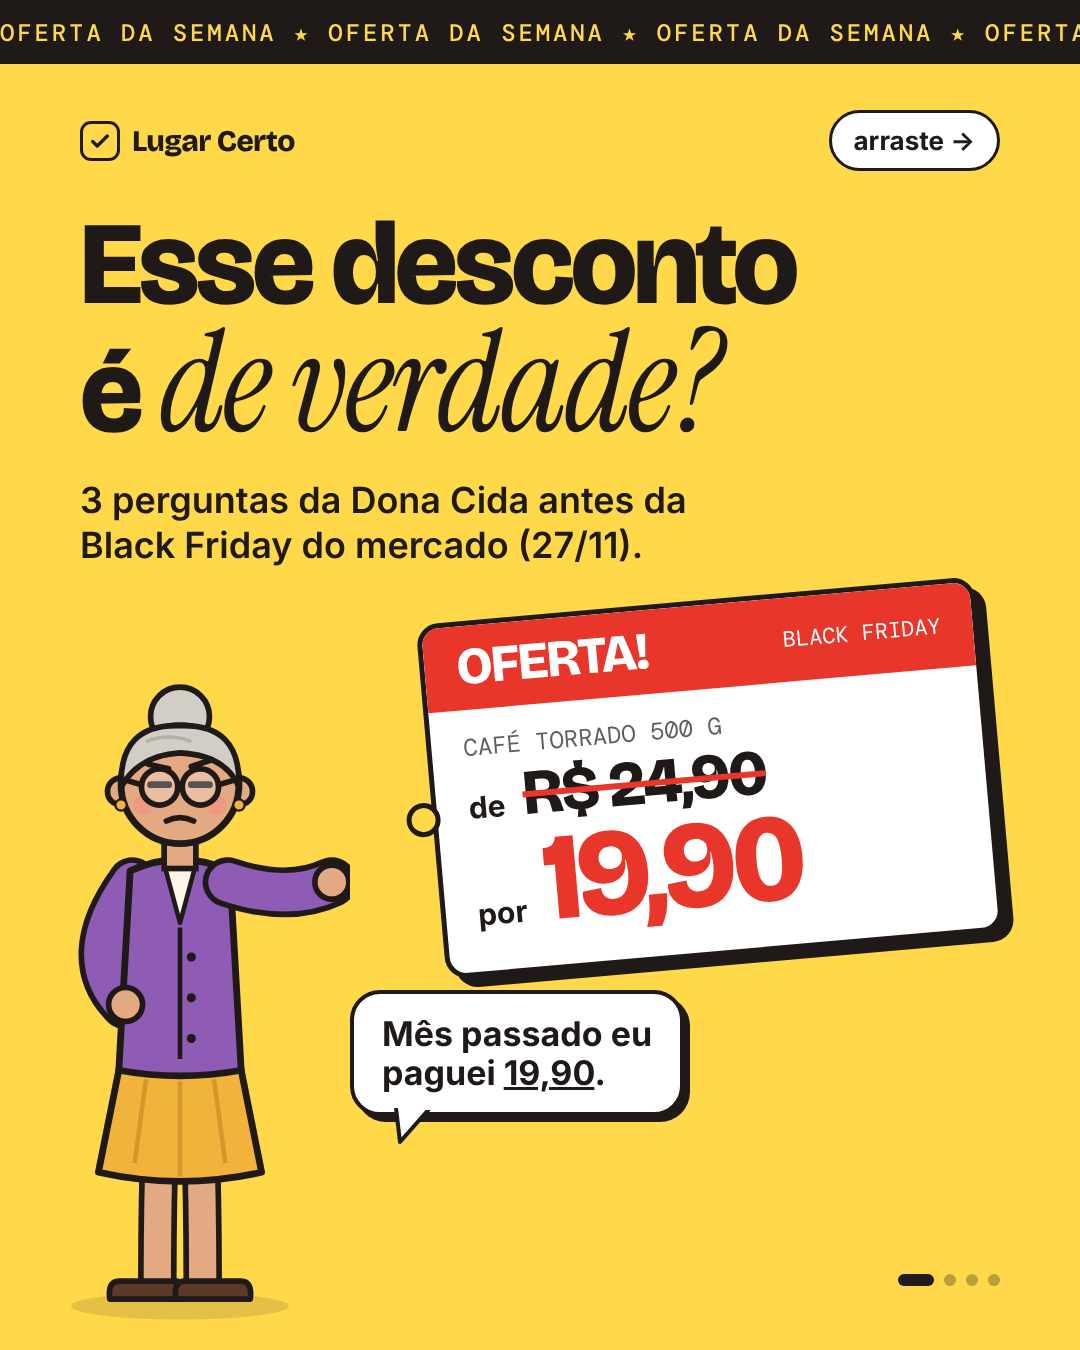 OFERTA DA SEMANA ★ OFERTA DA SEMANA ★ OFERTA DA SEMANA ★ OFERTA
Lugar Certo
arraste →
Esse desconto
é de verdade?
3 perguntas da Dona Cida antes da
Black Friday do mercado (27/11).
OFERTA! BLACK FRIDAY
CAFÉ TORRADO 500 G
de R$ 24,90
por 19,90
Mês passado eu
paguei 19,90.